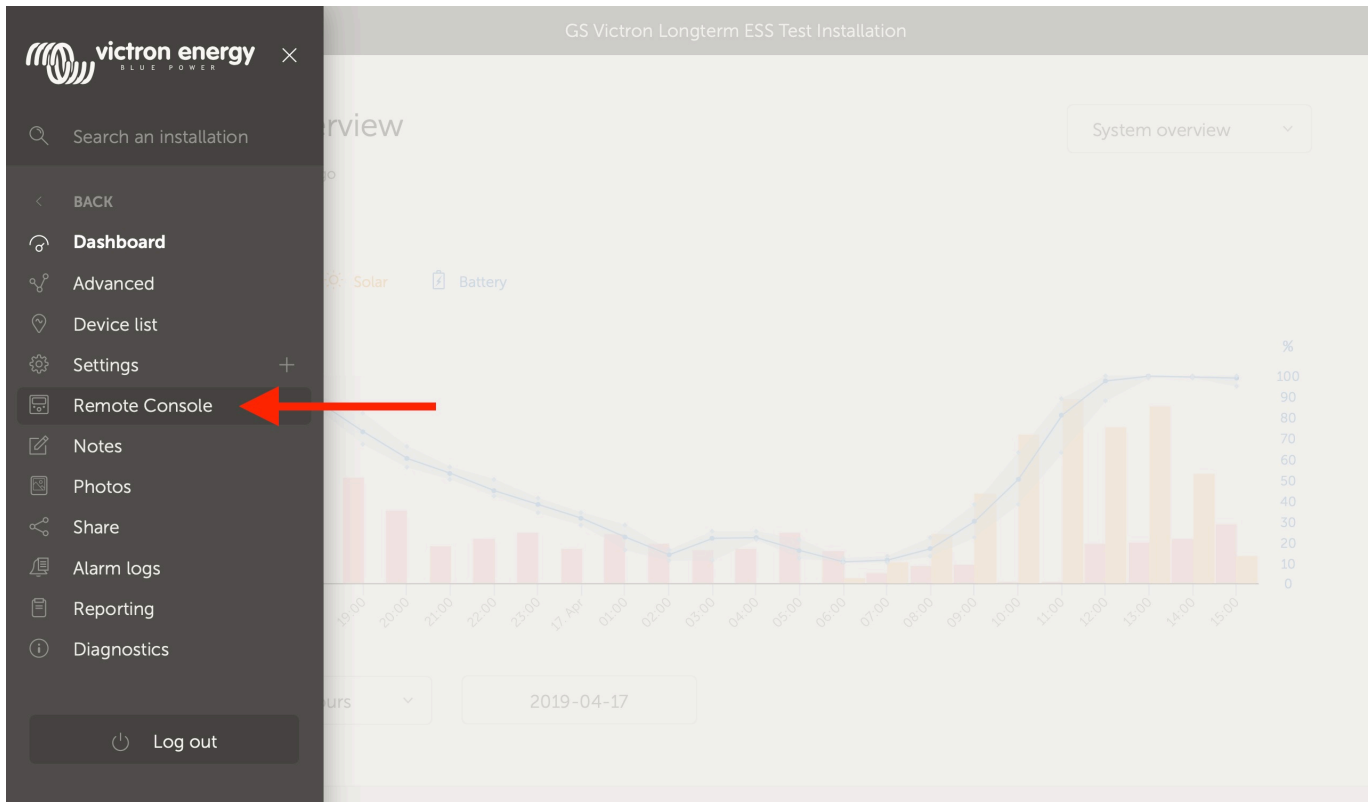 GS Victron Longterm ESS Test Installation
victron energy
BLUE POWER
Search an installation
rview
System overview
go
BACK
Dashboard
Advanced
Solar
Battery
Device list
Settings
Remote Console
Notes
Photos
Share
Alarm logs
Reporting
Diagnostics
%
100
90
80
70
60
50
40
30
20
10
0
19:00
20:00
21:00
22:00
23:00
17. Apr
01:00
02:00
03:00
04:00
05:00
06:00
07:00
08:00
09:00
10:00
11:00
12:00
13:00
14:00
15:00
urs
2019-04-17
Log out